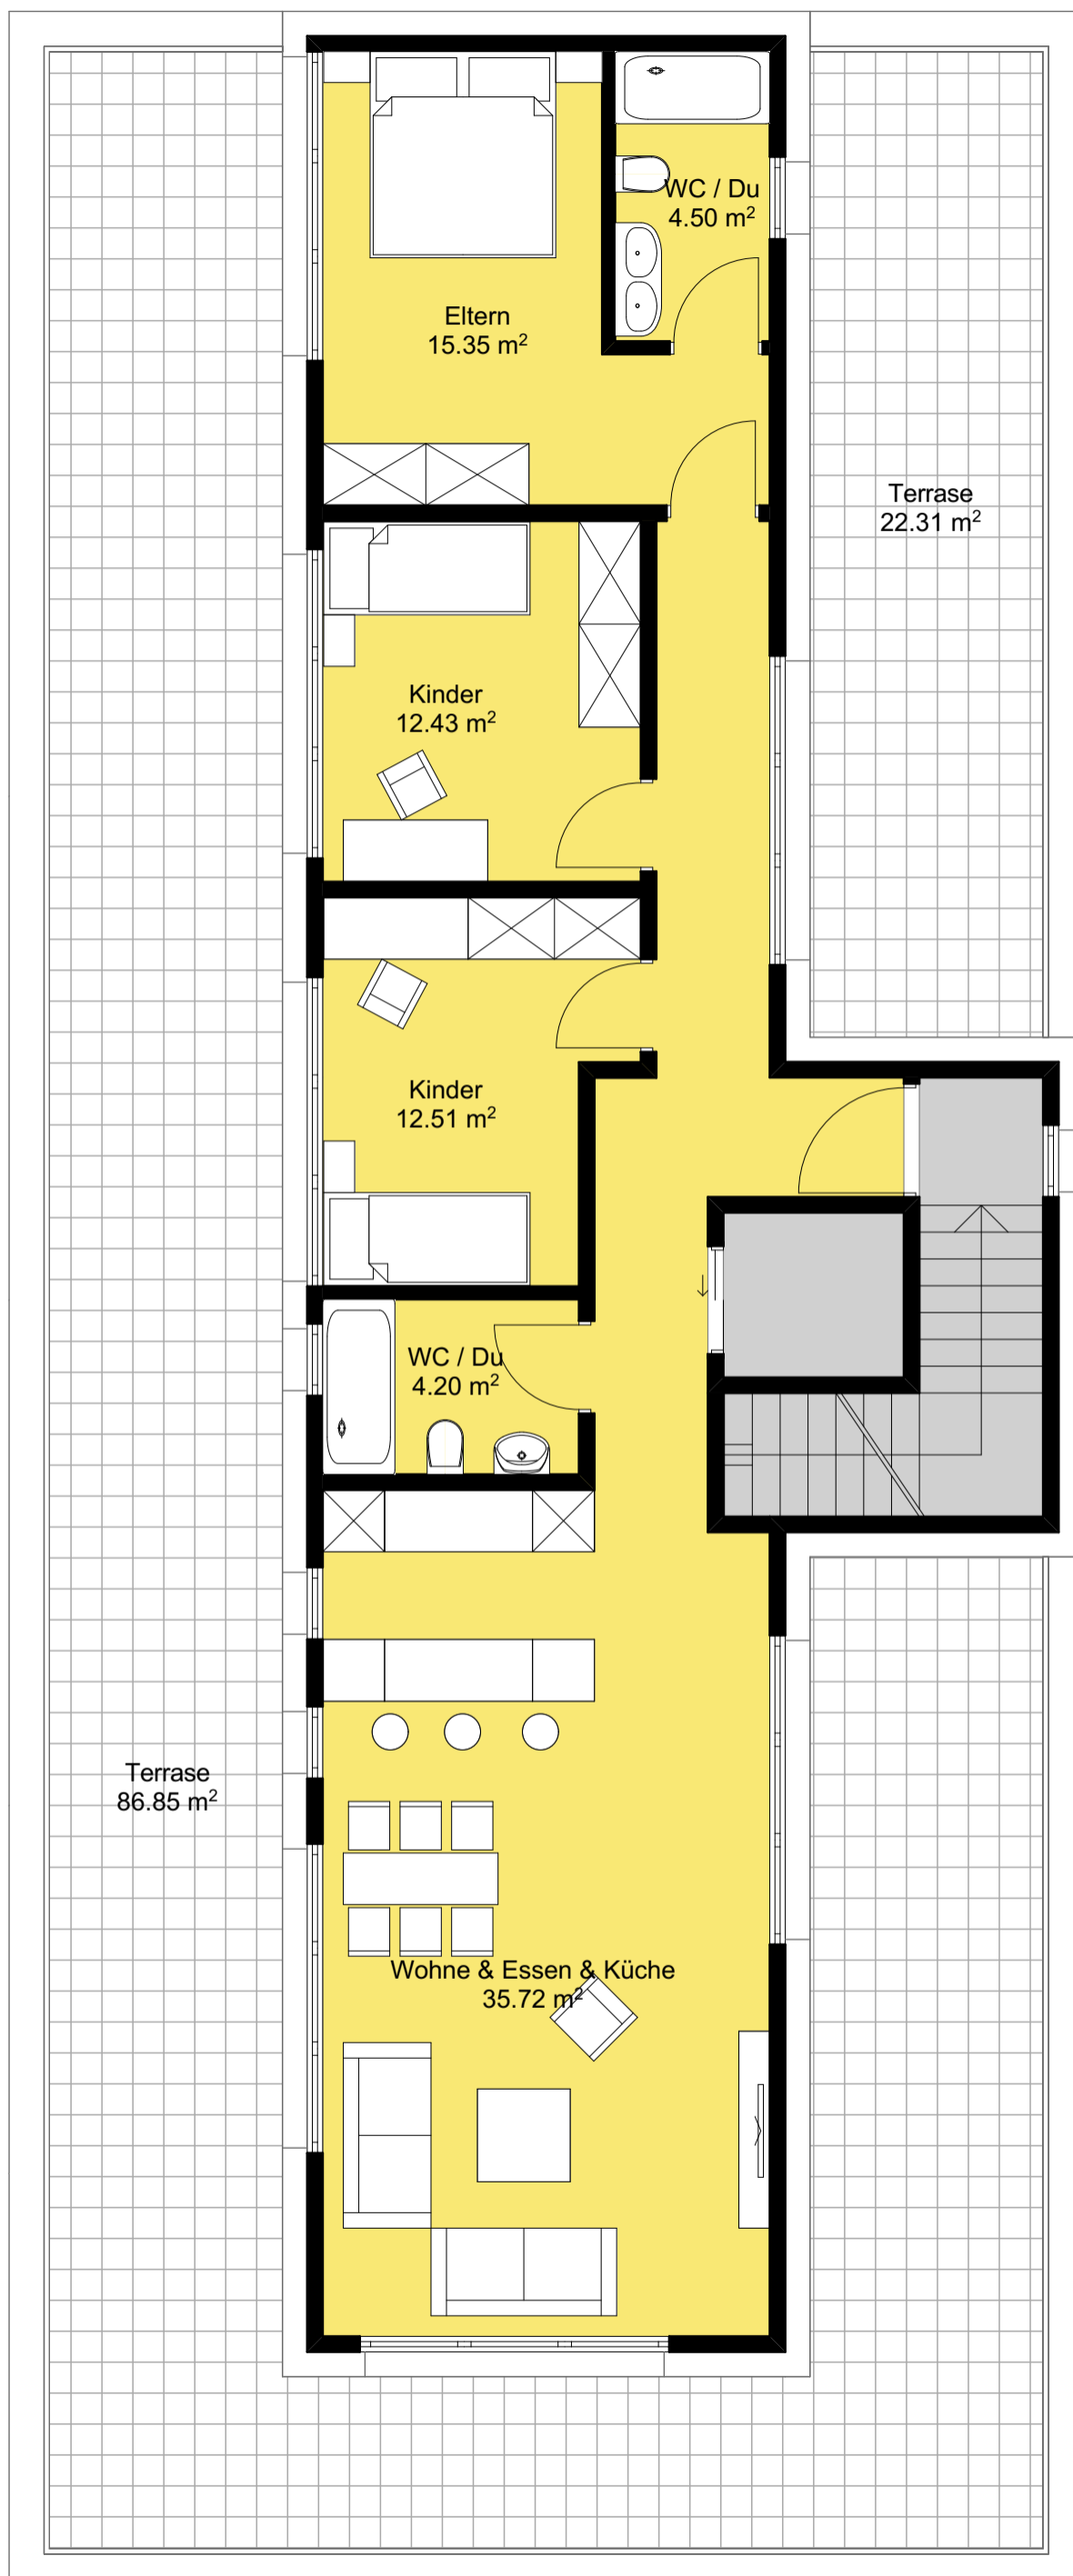 WC / Du
4.50 m²
Eltern
15.35 m²
Terrase
22.31 m²
Kinder
12.43 m²
Kinder
12.51 m²
WC / Du
4.20 m²
Terrase
86.85 m²
Wohne & Essen & Küche
35.72 m²